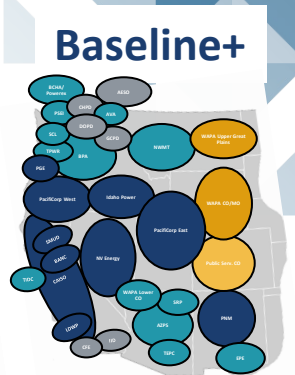 Baseline+
BCHA/
Powerex
AESO
PSEI
CHPD
AVA
DOPD
SCL
GCPD
TPWR
BPA
NWMT
WAPA Upper Great
Plains
PGE
PacifiCorp West
Idaho Power
WAPA CO/MO
PacifiCorp East
SMUD
BANC
NV Energy
CAISO
TIDC
Public Serv. CO
WAPA Lower
CO
SRP
PNM
LDWP
AZPS
CFE
IID
TEPC
EPE